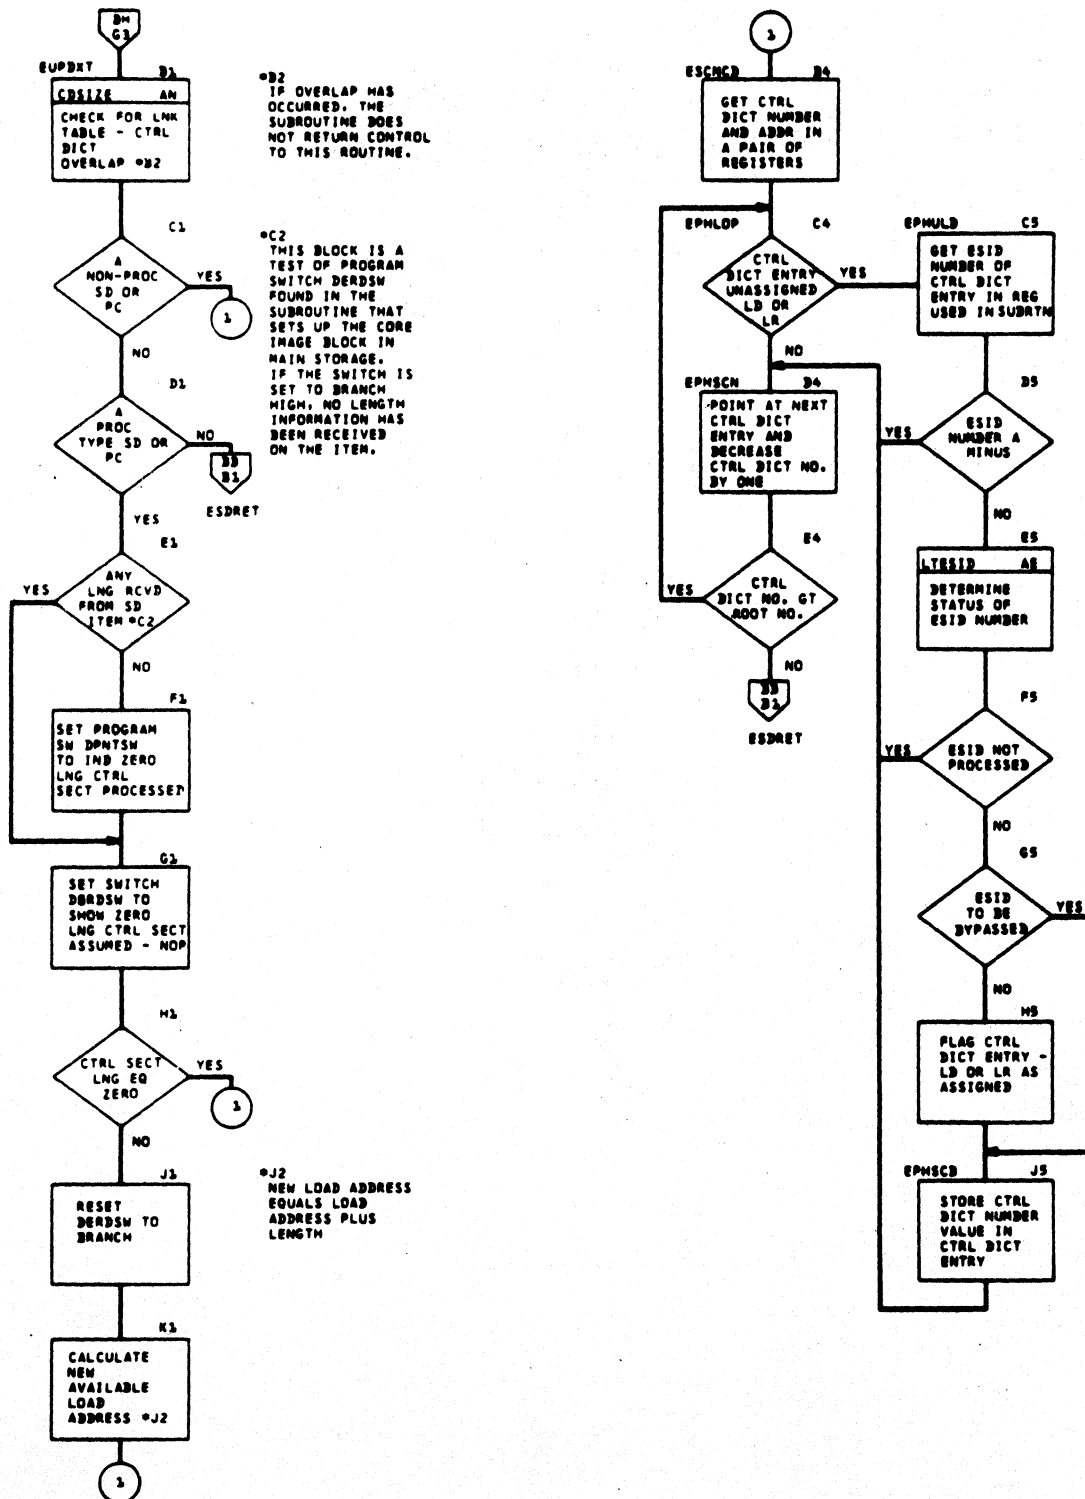 BH
G3
EUPDXT B1
CDSIZE AN
CHECK FOR LNK
TABLE - CTRL
DICT
OVERLAP *B2
*B2
IF OVERLAP HAS
OCCURRED, THE
SUBROUTINE DOES
NOT RETURN CONTROL
TO THIS ROUTINE.
C1
A
NON-PROC
SD OR
PC
YES
1
NO
*C2
THIS BLOCK IS A
TEST OF PROGRAM
SWITCH DERDSW
FOUND IN THE
SUBROUTINE THAT
SETS UP THE CORE
IMAGE BLOCK IN
MAIN STORAGE.
IF THE SWITCH IS
SET TO BRANCH
HIGH, NO LENGTH
INFORMATION HAS
BEEN RECEIVED
ON THE ITEM.
D1
A
PROC
TYPE SD OR
PC
NO
BD
B1
ESDRET
YES
E1
ANY
LNG RCVD
FROM SD
ITEM *C2
YES
NO
F1
SET PROGRAM
SW DPNTSW
TO IND ZERO
LNG CTRL
SECT PROCESSED
G1
SET SWITCH
DBRDSW TO
SHOW ZERO
LNG CTRL SECT
ASSUMED - NOP
H1
CTRL SECT
LNG EQ
ZERO
YES
1
NO
J1
RESET
DERDSW TO
BRANCH
*J2
NEW LOAD ADDRESS
EQUALS LOAD
ADDRESS PLUS
LENGTH
K1
CALCULATE
NEW
AVAILABLE
LOAD
ADDRESS *J2
1
1
ESCNCD B4
GET CTRL
DICT NUMBER
AND ADDR IN
A PAIR OF
REGISTERS
EPHLOP C4
CTRL
DICT ENTRY
UNASSIGNED
LD OR
LR
YES
NO
EPHSCN D4
POINT AT NEXT
CTRL DICT
ENTRY AND
DECREASE
CTRL DICT NO.
BY ONE
E4
CTRL
DICT NO. GT
ROOT NO.
YES
NO
BD
B1
ESDRET
EPHULD C5
GET ESID
NUMBER OF
CTRL DICT
ENTRY IN REG
USED IN SUBRTN
D5
ESID
NUMBER A
MINUS
YES
NO
E5
LTESID AE
DETERMINE
STATUS OF
ESID NUMBER
F5
ESID NOT
PROCESSED
YES
NO
G5
ESID
TO BE
BYPASSED
YES
NO
H5
FLAG CTRL
DICT ENTRY -
LD OR LR AS
ASSIGNED
EPHSCD J5
STORE CTRL
DICT NUMBER
VALUE IN
CTRL DICT
ENTRY